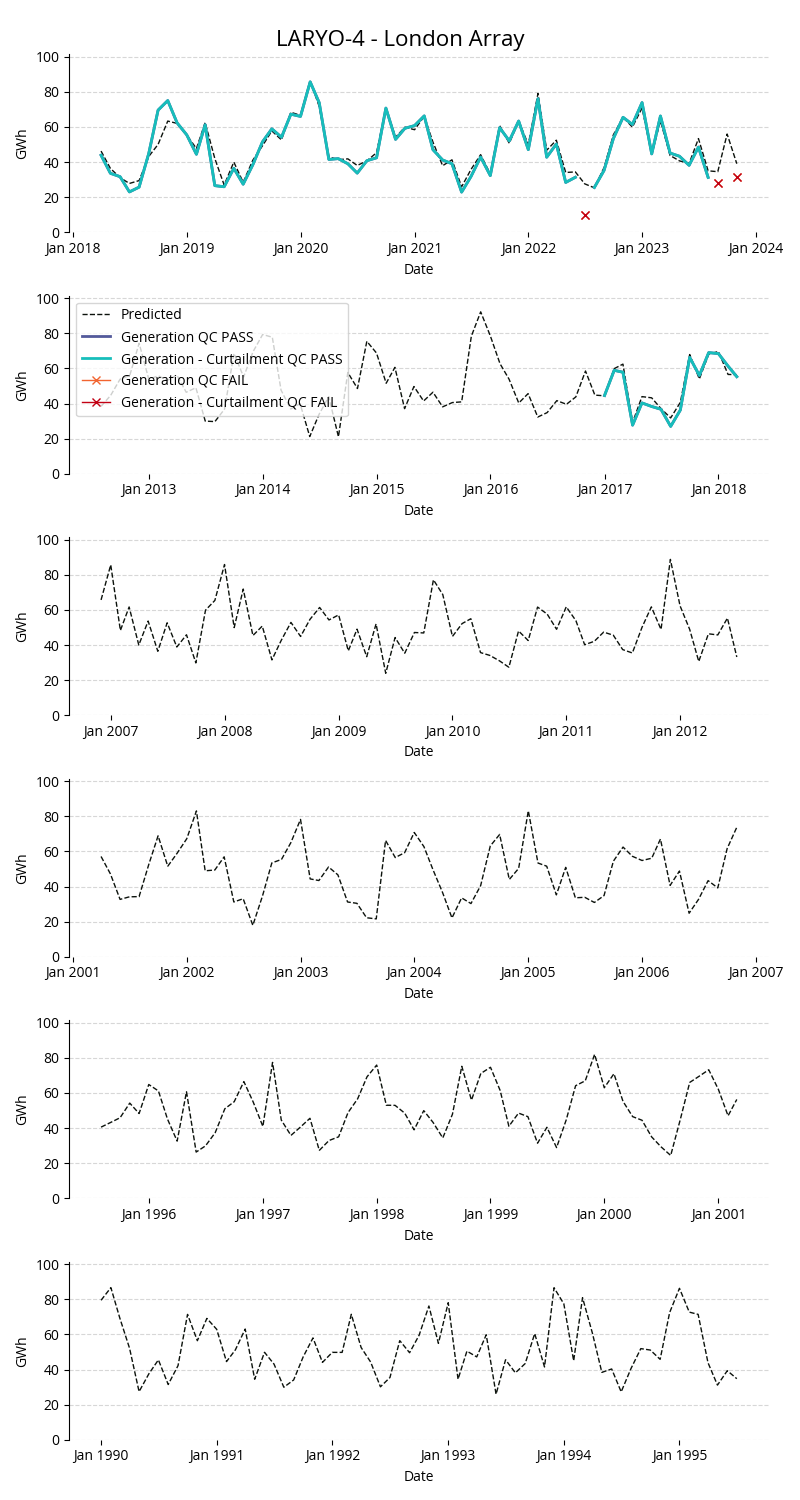 LARYO-4 - London Array
100
80
60
40
20
0
GWh
Jan 2018 Jan 2019 Jan 2020 Jan 2021 Jan 2022 Jan 2023 Jan 2024
Date
100
80
60
40
20
0
GWh
Predicted
Generation QC PASS
Generation - Curtailment QC PASS
Generation QC FAIL
Generation - Curtailment QC FAIL
Jan 2013 Jan 2014 Jan 2015 Jan 2016 Jan 2017 Jan 2018
Date
100
80
60
40
20
0
GWh
Jan 2007 Jan 2008 Jan 2009 Jan 2010 Jan 2011 Jan 2012
Date
100
80
60
40
20
0
GWh
Jan 2001 Jan 2002 Jan 2003 Jan 2004 Jan 2005 Jan 2006 Jan 2007
Date
100
80
60
40
20
0
GWh
Jan 1996 Jan 1997 Jan 1998 Jan 1999 Jan 2000 Jan 2001
Date
100
80
60
40
20
0
GWh
Jan 1990 Jan 1991 Jan 1992 Jan 1993 Jan 1994 Jan 1995
Date